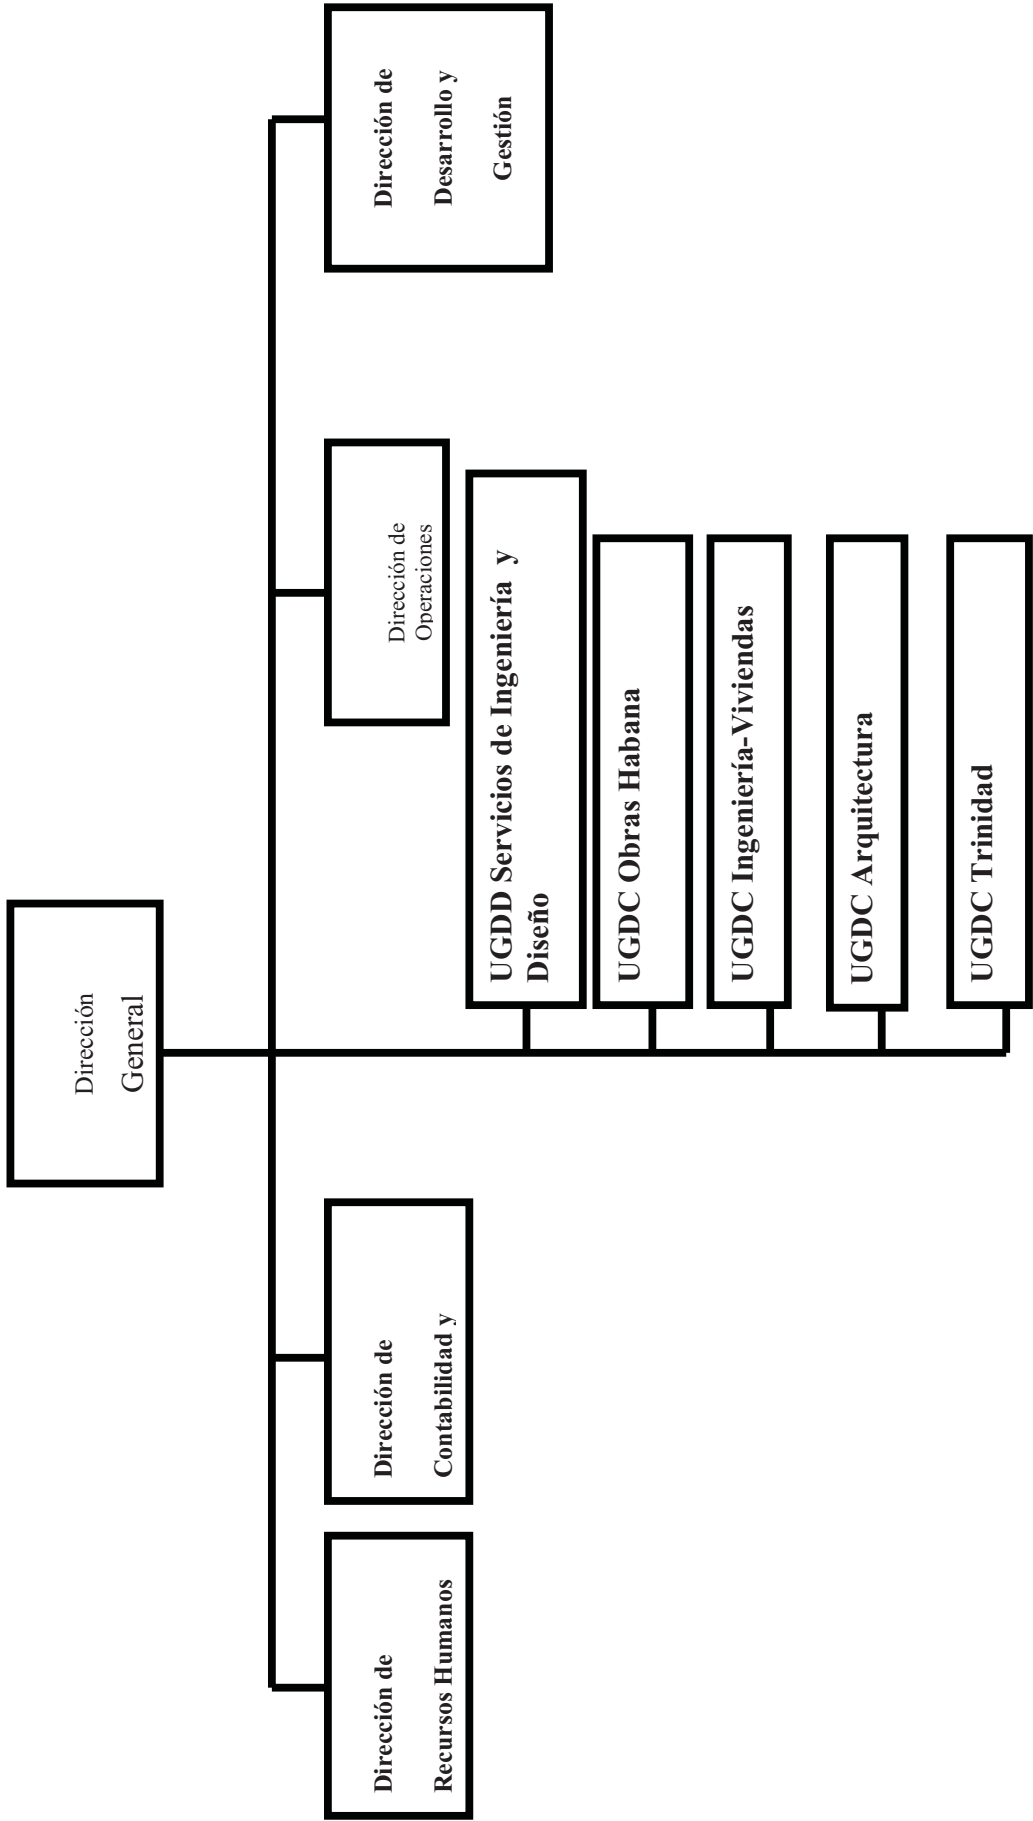 Dirección
General
Dirección de
Recursos Humanos
Dirección de
Contabilidad y
Dirección de
Operaciones
Dirección de
Desarrollo y
Gestión
UGDD Servicios de Ingeniería y
Diseño
UGDC Obras Habana
UGDC Ingeniería-Viviendas
UGDC Arquitectura
UGDC Trinidad